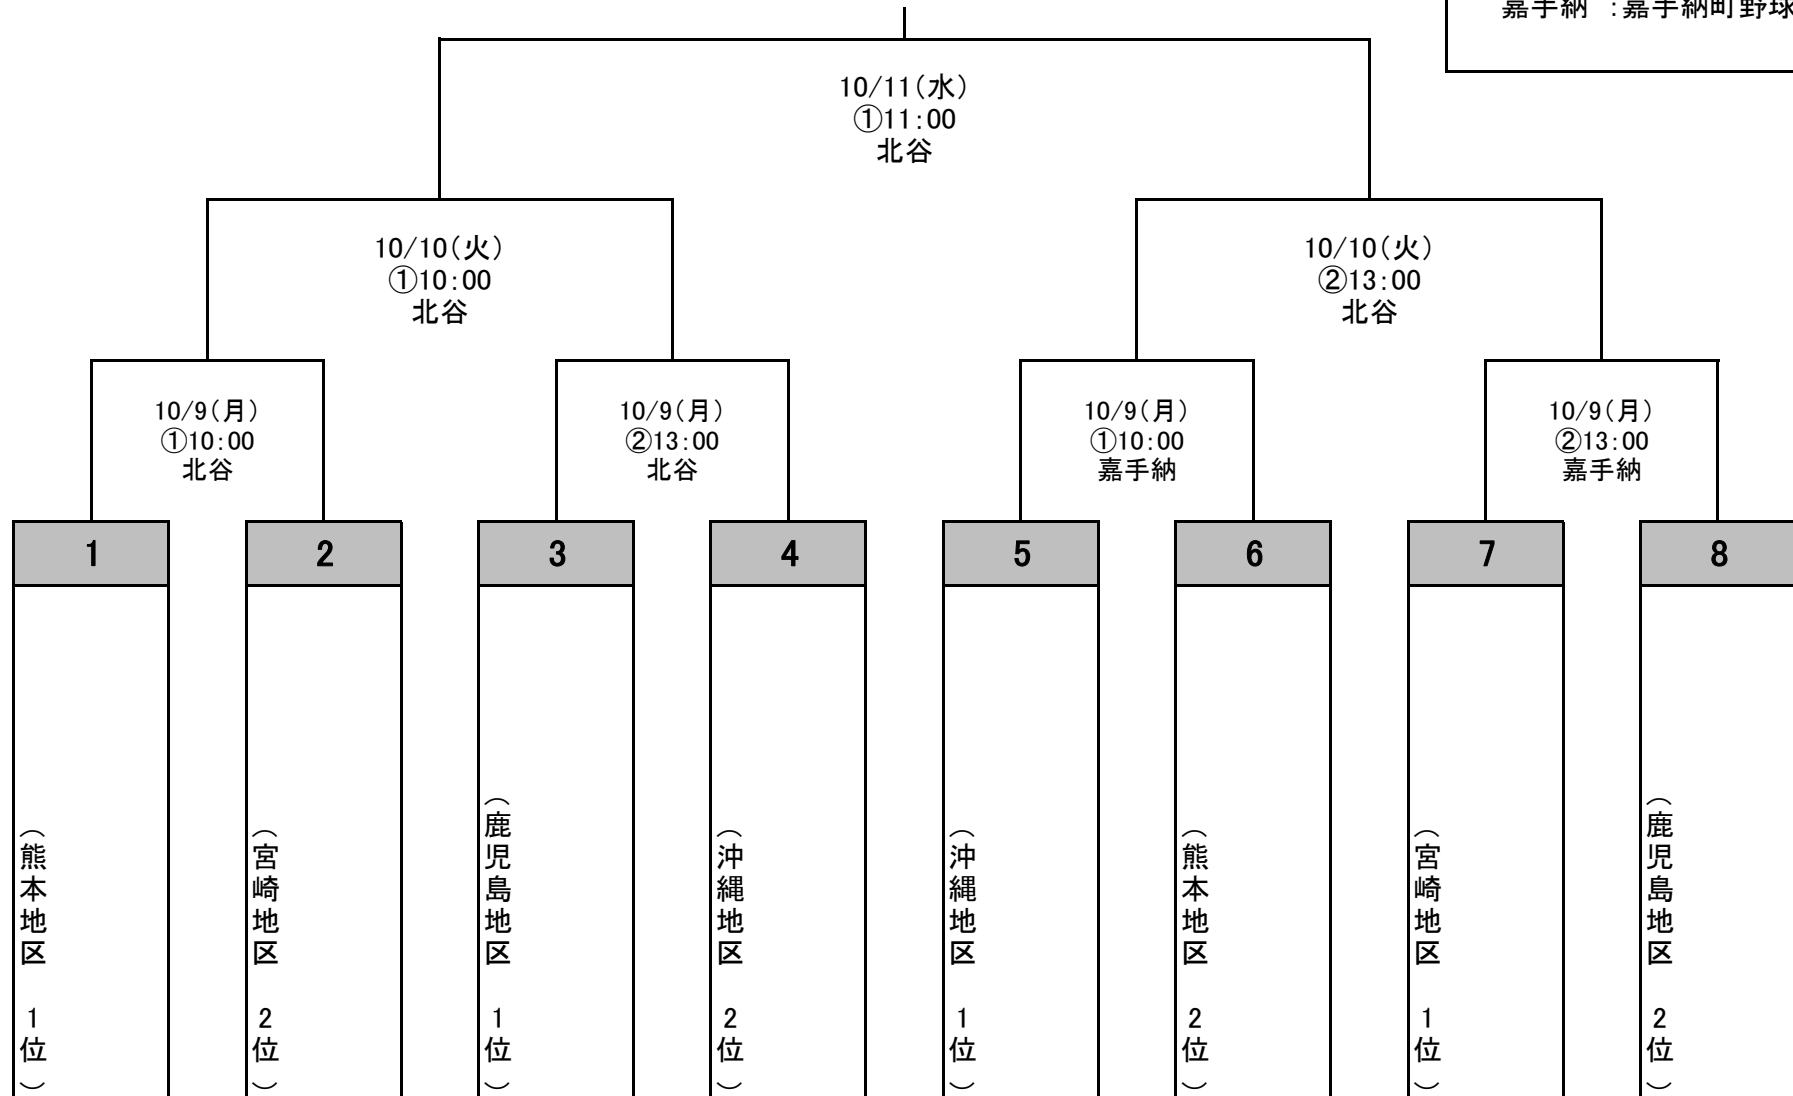 嘉手納 ：嘉手納町野球
10/11（水）
①11：00
北谷
10/10（火）
①10：00
北谷
10/10（火）
②13：00
北谷
10/9（月）
①10：00
北谷
10/9（月）
②13：00
北谷
10/9（月）
①10：00
嘉手納
10/9（月）
②13：00
嘉手納
1
2
3
4
5
6
7
8
（熊本地区 1位）
（宮崎地区 2位）
（鹿児島地区 1位）
（沖縄地区 2位）
（沖縄地区 1位）
（熊本地区 2位）
（宮崎地区 1位）
（鹿児島地区 2位）